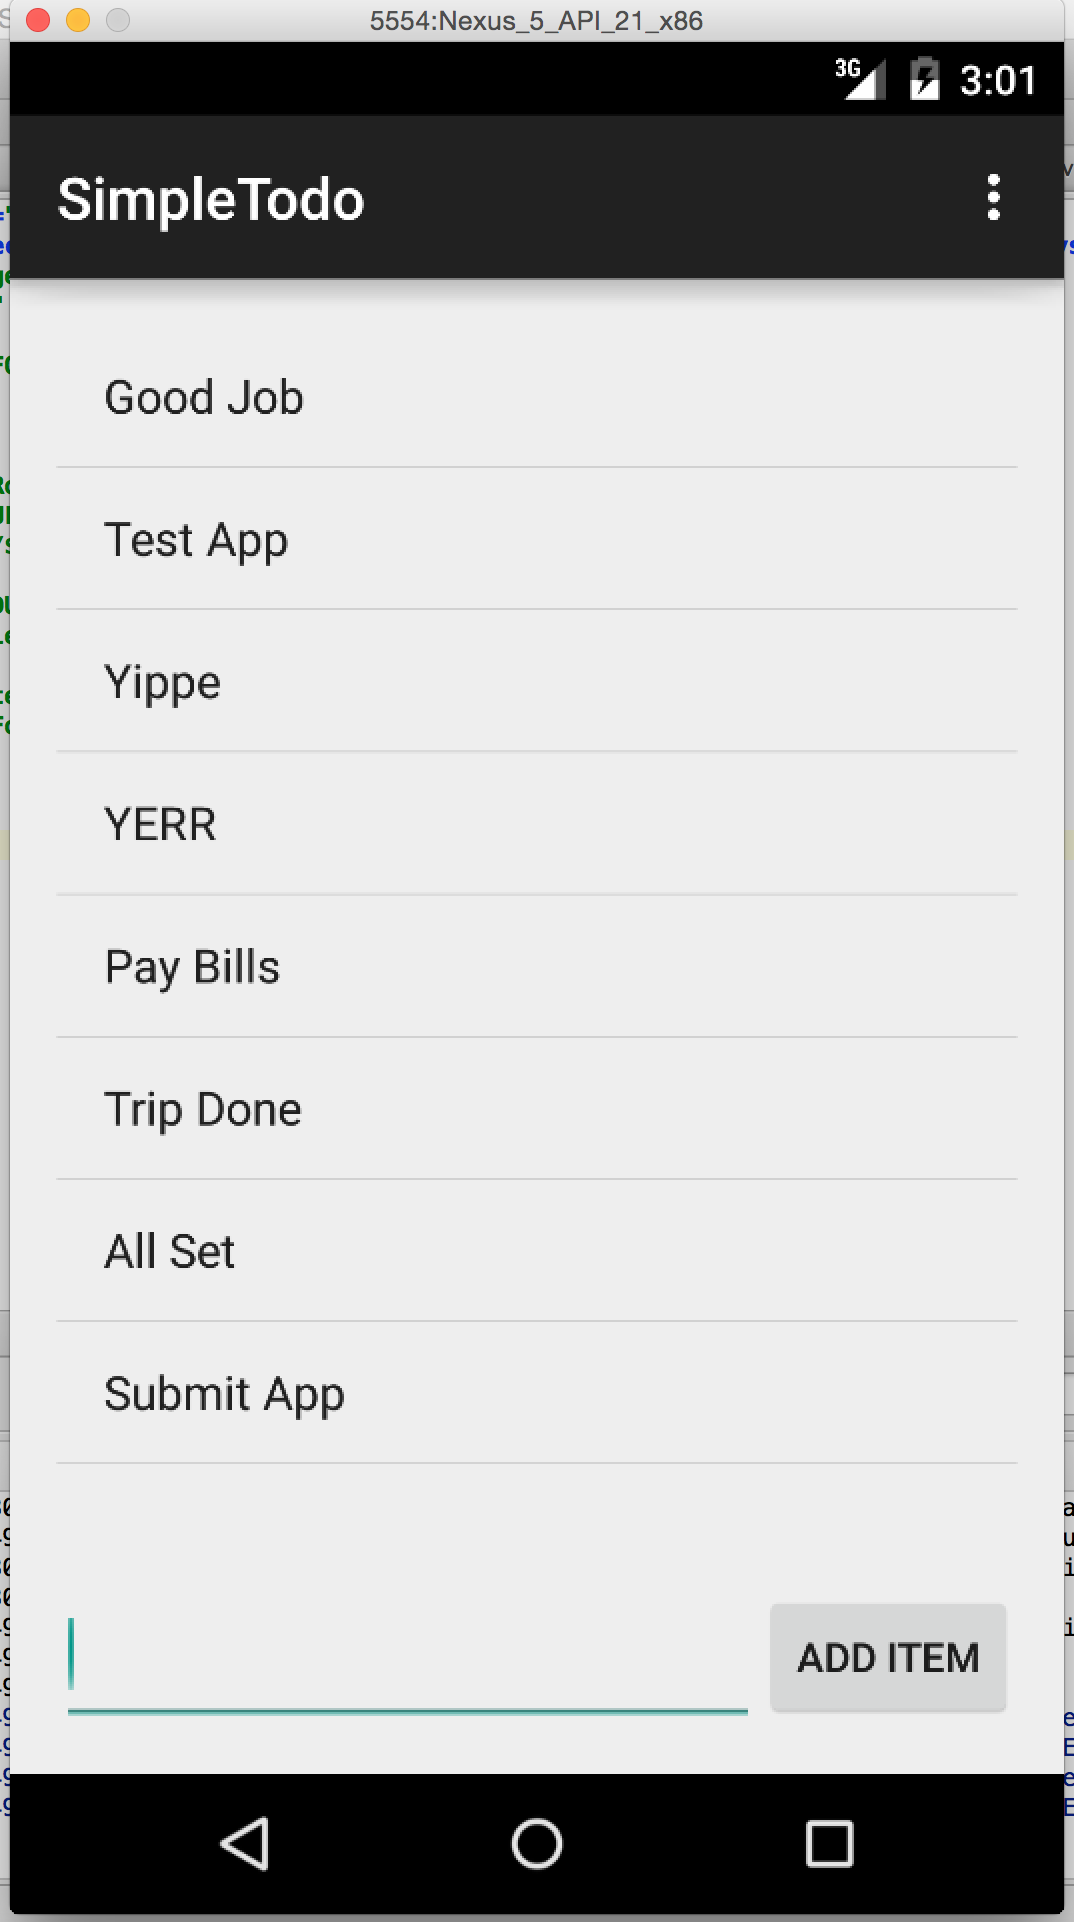 5554:Nexus_5_API_21_x86
3G 3:01
SimpleTodo
Good Job
Test App
Yippe
YERR
Pay Bills
Trip Done
All Set
Submit App
ADD ITEM